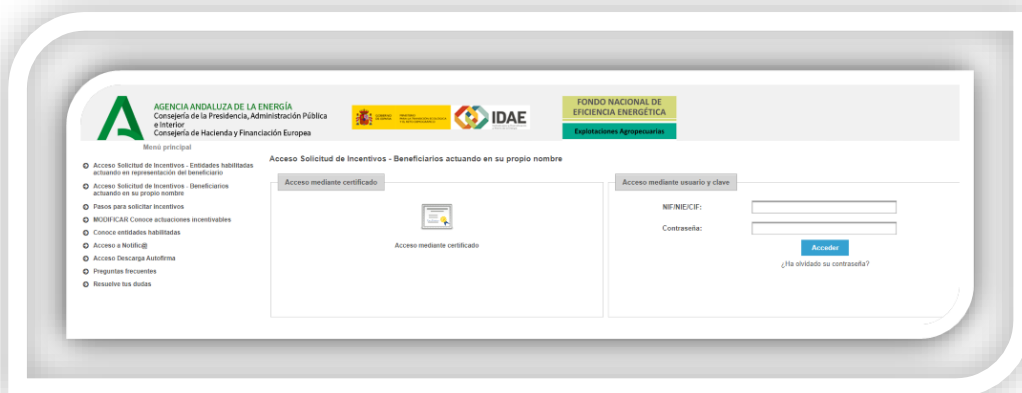 AGENCIA ANDALUZA DE LA ENERGÍA
Consejería de la Presidencia, Administración Pública
e Interior
Consejería de Hacienda y Financiación Europea
IDAE
FONDO NACIONAL DE
EFICIENCIA ENERGÉTICA
Explotaciones Agropecuarias
Menú principal
Acceso Solicitud de Incentivos - Entidades habilitadas
actuando en representación del beneficiario
Acceso Solicitud de Incentivos - Beneficiarios
actuando en su propio nombre
Pasos para solicitar incentivos
MODIFICAR Conoce actuaciones incentivables
Conoce entidades habilitadas
Acceso a Notific@
Acceso Descarga Autofirma
Preguntas frecuentes
Resuelve tus dudas
Acceso Solicitud de Incentivos - Beneficiarios actuando en su propio nombre
Acceso mediante certificado
Acceso mediante certificado
Acceso mediante usuario y clave
NIF/NIE/CIF:
Contraseña:
Acceder
¿Ha olvidado su contraseña?